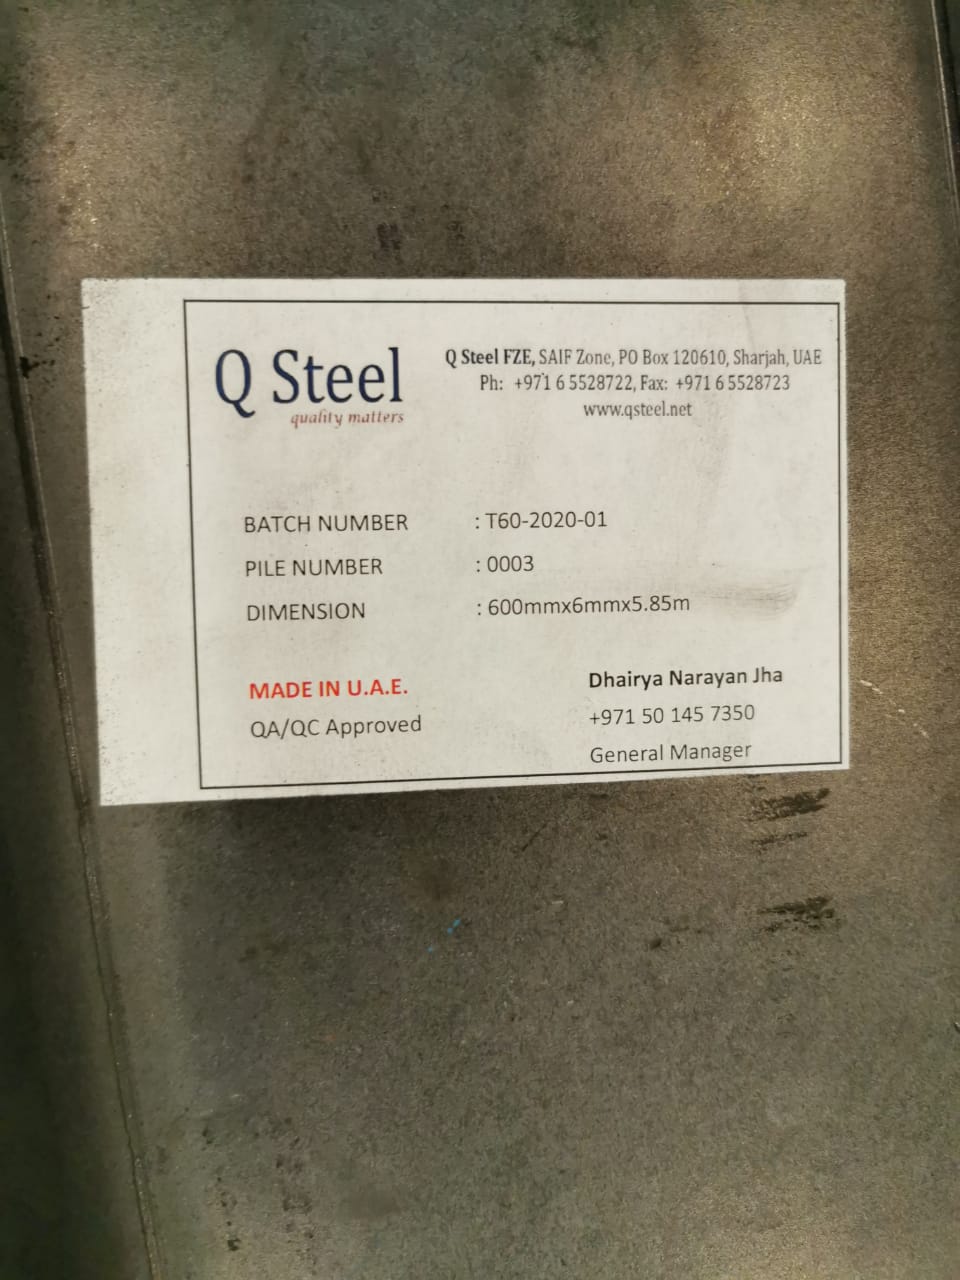 Q Steel
quality matters
Q Steel FZE, SAIF Zone, PO Box 120610, Sharjah, UAE
Ph: +971 6 5528722, Fax: +971 6 5528723
www.qsteel.net
BATCH NUMBER : T60-2020-01
PILE NUMBER : 0003
DIMENSION : 600mmx6mmx5.85m
MADE IN U.A.E.
QA/QC Approved
Dhairya Narayan Jha
+971 50 145 7350
General Manager